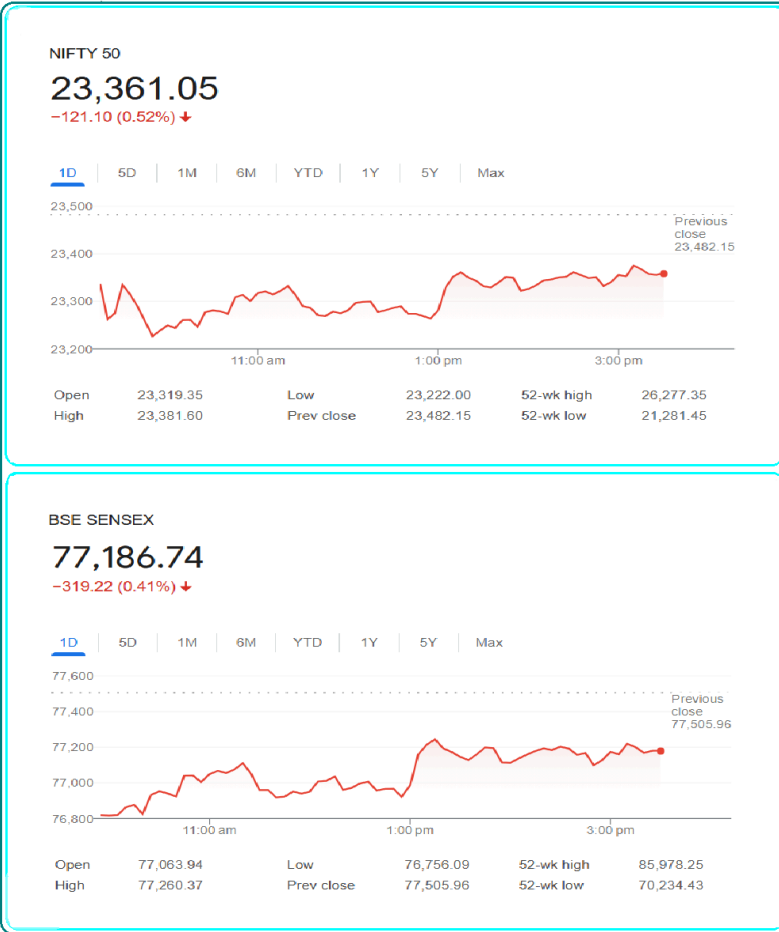 NIFTY 50
23,361.05
−121.10 (0.52%) ↓
1D 5D 1M 6M YTD 1Y 5Y Max
23,500
Previous
close
23,482.15
23,400
23,300
23,200
11:00 am 1:00 pm 3:00 pm
Open 23,319.35 Low 23,222.00 52-wk high 26,277.35
High 23,381.60 Prev close 23,482.15 52-wk low 21,281.45
BSE SENSEX
77,186.74
−319.22 (0.41%) ↓
1D 5D 1M 6M YTD 1Y 5Y Max
77,600
Previous
close
77,505.96
77,400
77,200
77,000
76,800
11:00 am 1:00 pm 3:00 pm
Open 77,063.94 Low 76,756.09 52-wk high 85,978.25
High 77,260.37 Prev close 77,505.96 52-wk low 70,234.43